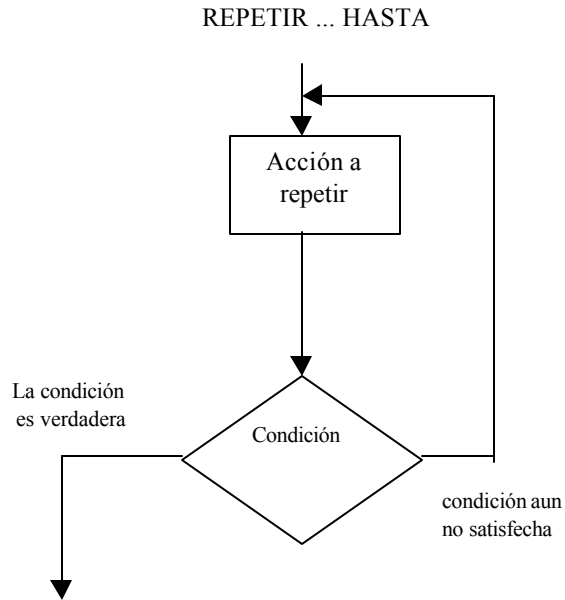 REPETIR ... HASTA
Acción a
repetir
La condición
es verdadera
Condición
condición aun
no satisfecha